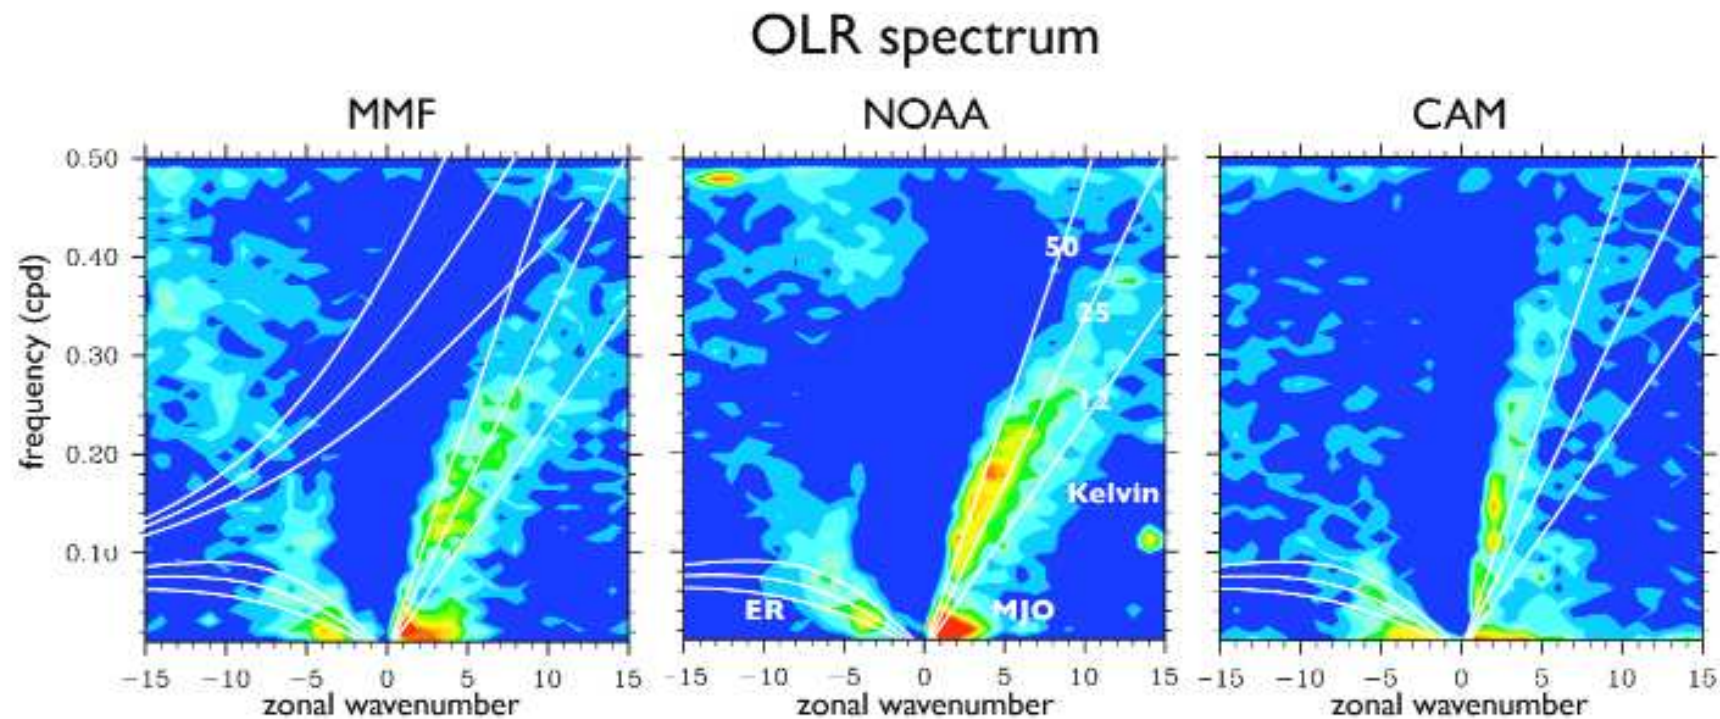 OLR spectrum
MMF NOAA CAM
frequency (cpd)
0.50
0.40
0.30
0.20
0.10
50
25
12
Kelvin
ER MJO
−15 −10 −5 0 5 10 15
−15 −10 −5 0 5 10 15
−15 −10 −5 0 5 10 15
zonal wavenumber zonal wavenumber zonal wavenumber